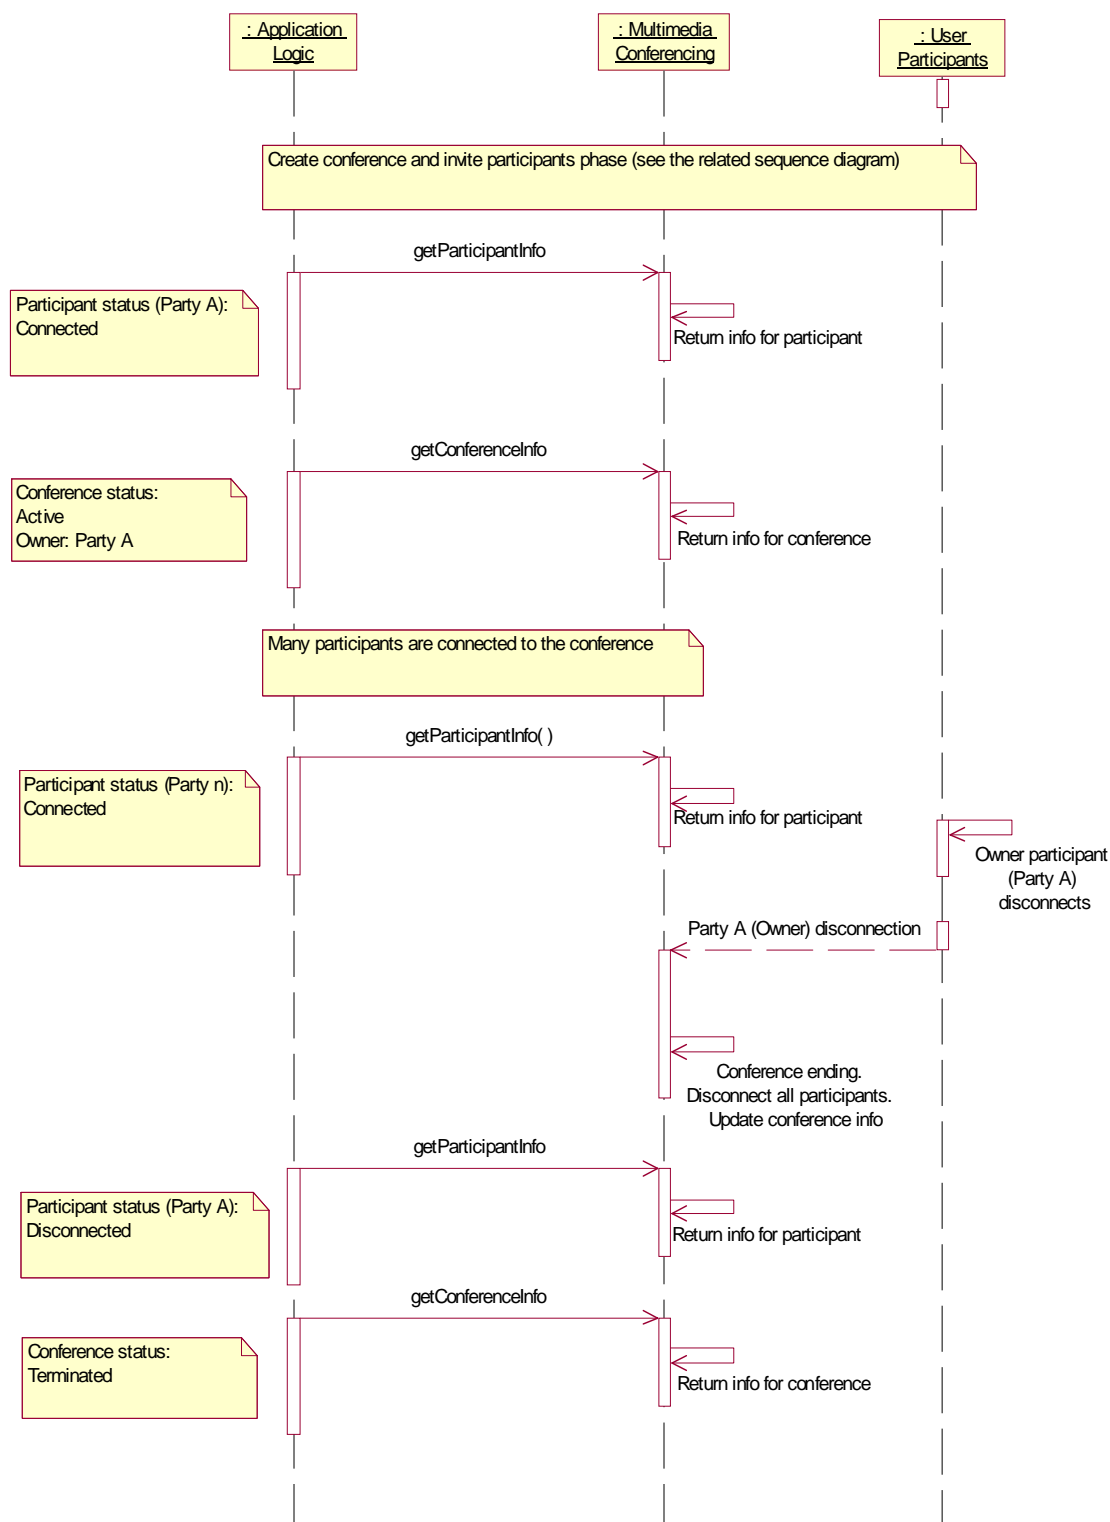 : Application
Logic
: Multimedia
Conferencing
: User
Participants
Create conference and invite participants phase (see the related sequence diagram)
getParticipantInfo
Participant status (Party A):
Connected
Return info for participant
getConferenceInfo
Conference status:
Active
Owner: Party A
Return info for conference
Many participants are connected to the conference
getParticipantInfo( )
Participant status (Party n):
Connected
Return info for participant
Owner participant
(Party A)
disconnects
Party A (Owner) disconnection
Conference ending.
Disconnect all participants.
Update conference info
getParticipantInfo
Participant status (Party A):
Disconnected
Return info for participant
getConferenceInfo
Conference status:
Terminated
Return info for conference